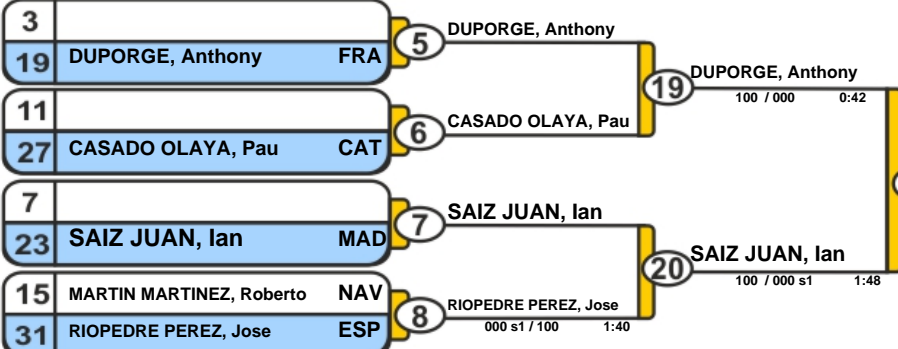 3
19 DUPORGE, Anthony FRA
5
DUPORGE, Anthony
11
27 CASADO OLAYA, Pau CAT
6
CASADO OLAYA, Pau
19
DUPORGE, Anthony
100 / 000 0:42
7
23 SAIZ JUAN, Ian MAD
7
SAIZ JUAN, Ian
15 MARTIN MARTINEZ, Roberto NAV
31 RIOPEDRE PEREZ, Jose ESP
8
RIOPEDRE PEREZ, Jose
000 s1 / 100 1:40
20
SAIZ JUAN, Ian
100 / 000 s1 1:48